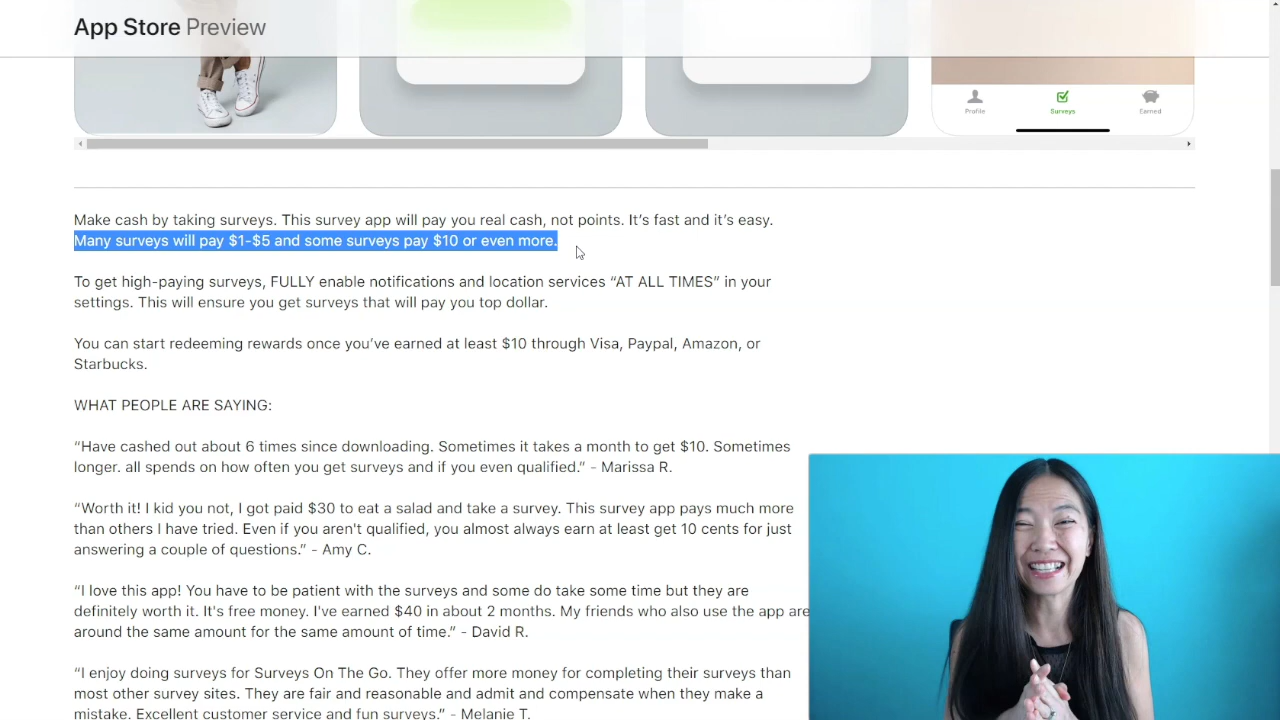 App Store Preview
Profile
Surveys
Earned
Make cash by taking surveys. This survey app will pay you real cash, not points. It’s fast and it’s easy.
Many surveys will pay $1-$5 and some surveys pay $10 or even more.
To get high-paying surveys, FULLY enable notifications and location services “AT ALL TIMES” in your
settings. This will ensure you get surveys that will pay you top dollar.
You can start redeeming rewards once you’ve earned at least $10 through Visa, Paypal, Amazon, or
Starbucks.
WHAT PEOPLE ARE SAYING:
“Have cashed out about 6 times since downloading. Sometimes it takes a month to get $10. Sometimes
longer. all spends on how often you get surveys and if you even qualified.” - Marissa R.
“Worth it! I kid you not, I got paid $30 to eat a salad and take a survey. This survey app pays much more
than others I have tried. Even if you aren't qualified, you almost always earn at least get 10 cents for just
answering a couple of questions.” - Amy C.
“I love this app! You have to be patient with the surveys and some do take some time but they are
definitely worth it. It's free money. I've earned $40 in about 2 months. My friends who also use the app are
around the same amount for the same amount of time.” - David R.
“I enjoy doing surveys for Surveys On The Go. They offer more money for completing their surveys than
most other survey sites. They are fair and reasonable and admit and compensate when they make a
mistake. Excellent customer service and fun surveys.” - Melanie T.